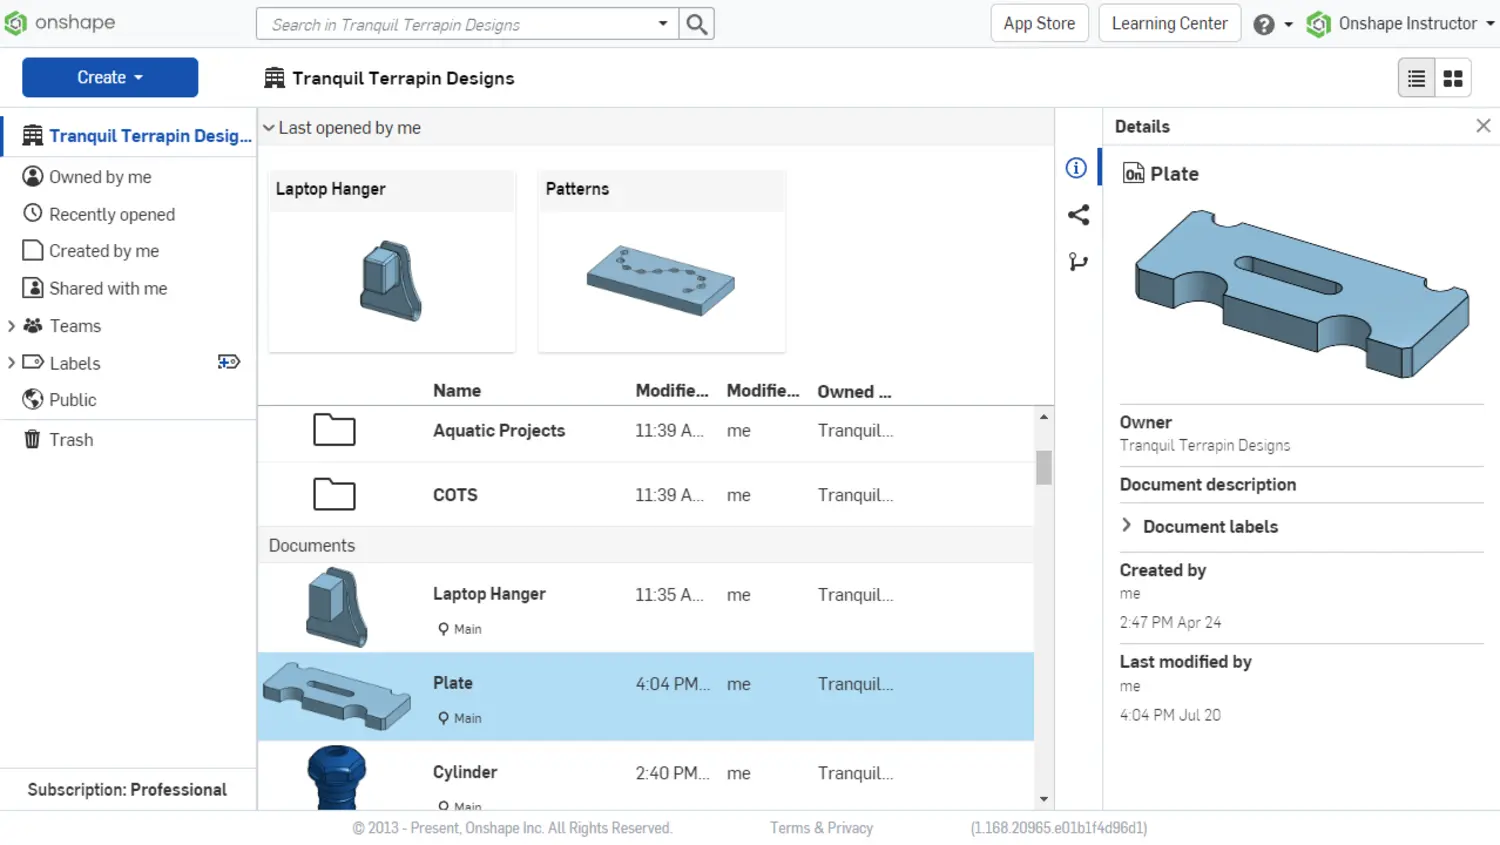 onshape
Search in Tranquil Terrapin Designs
App Store
Learning Center
Onshape Instructor
Create
Tranquil Terrapin Designs
Tranquil Terrapin Desig...
Owned by me
Recently opened
Created by me
Shared with me
Teams
Labels
Public
Trash
Subscription: Professional
Last opened by me
Laptop Hanger
Patterns
Name Modifie... Modifie... Owned ...
Aquatic Projects 11:39 A... me Tranquil...
COTS 11:39 A... me Tranquil...
Documents
Laptop Hanger 11:35 A... me Tranquil...
Main
Plate 4:04 PM... me Tranquil...
Main
Cylinder 2:40 PM... me Tranquil...
Main
Details
On Plate
Owner
Tranquil Terrapin Designs
Document description
Document labels
Created by
me
2:47 PM Apr 24
Last modified by
me
4:04 PM Jul 20
© 2013 - Present, Onshape Inc. All Rights Reserved.
Terms & Privacy
(1.168.20965.e01b1f4d96d1)